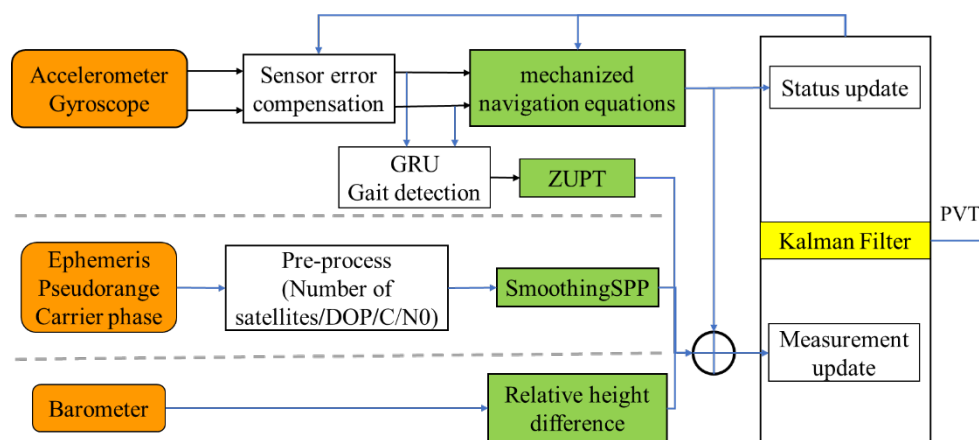 Accelerometer
Gyroscope
Sensor error
compensation
mechanized
navigation equations
Status update
GRU
Gait detection
ZUPT
PVT
Kalman Filter
Ephemeris
Pseudorange
Carrier phase
Pre-process
(Number of
satellites/DOP/C/N0)
SmoothingSPP
Measurement
update
Barometer
Relative height
difference